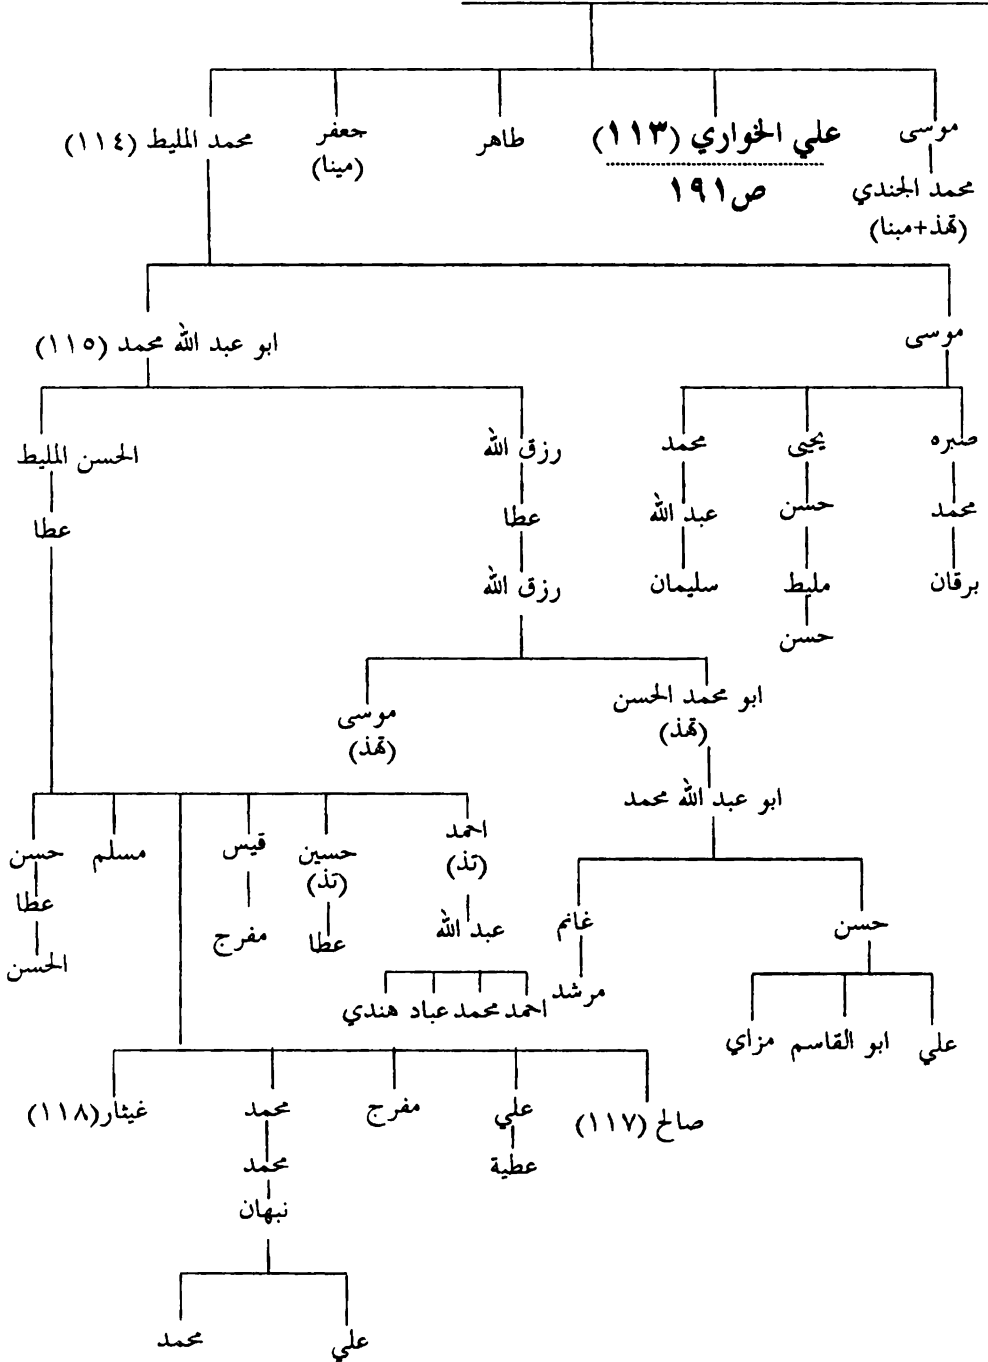 موسى
علي الخواري (١١٣)
طاهر
جعفر
(مينا)
محمد المليط (١١٤)
ص١٩١
محمد الجندي
(تهذ+مبنا)
موسى
ابو عبد الله محمد (١١٥)
صبره
يحيى
محمد
رزق الله
الحسن المليط
محمد
حسن
عبد الله
عطا
عطا
برقان
مليط
سليمان
رزق الله
حسن
ابو محمد الحسن
(تهذ)
موسى
(تهذ)
ابو عبد الله محمد
احمد
(تذ)
حسين
(تذ)
قيس
مسلم
حسن
عطا
الحسن
حسن
غانم
عبد الله
عطا
مفرج
مرشد
احمد محمد عباد هندي
علي
ابو القاسم
مزاي
صالح (١١٧)
علي
مفرج
محمد
غيثار (١١٨)
عطية
محمد
نبهان
علي
محمد